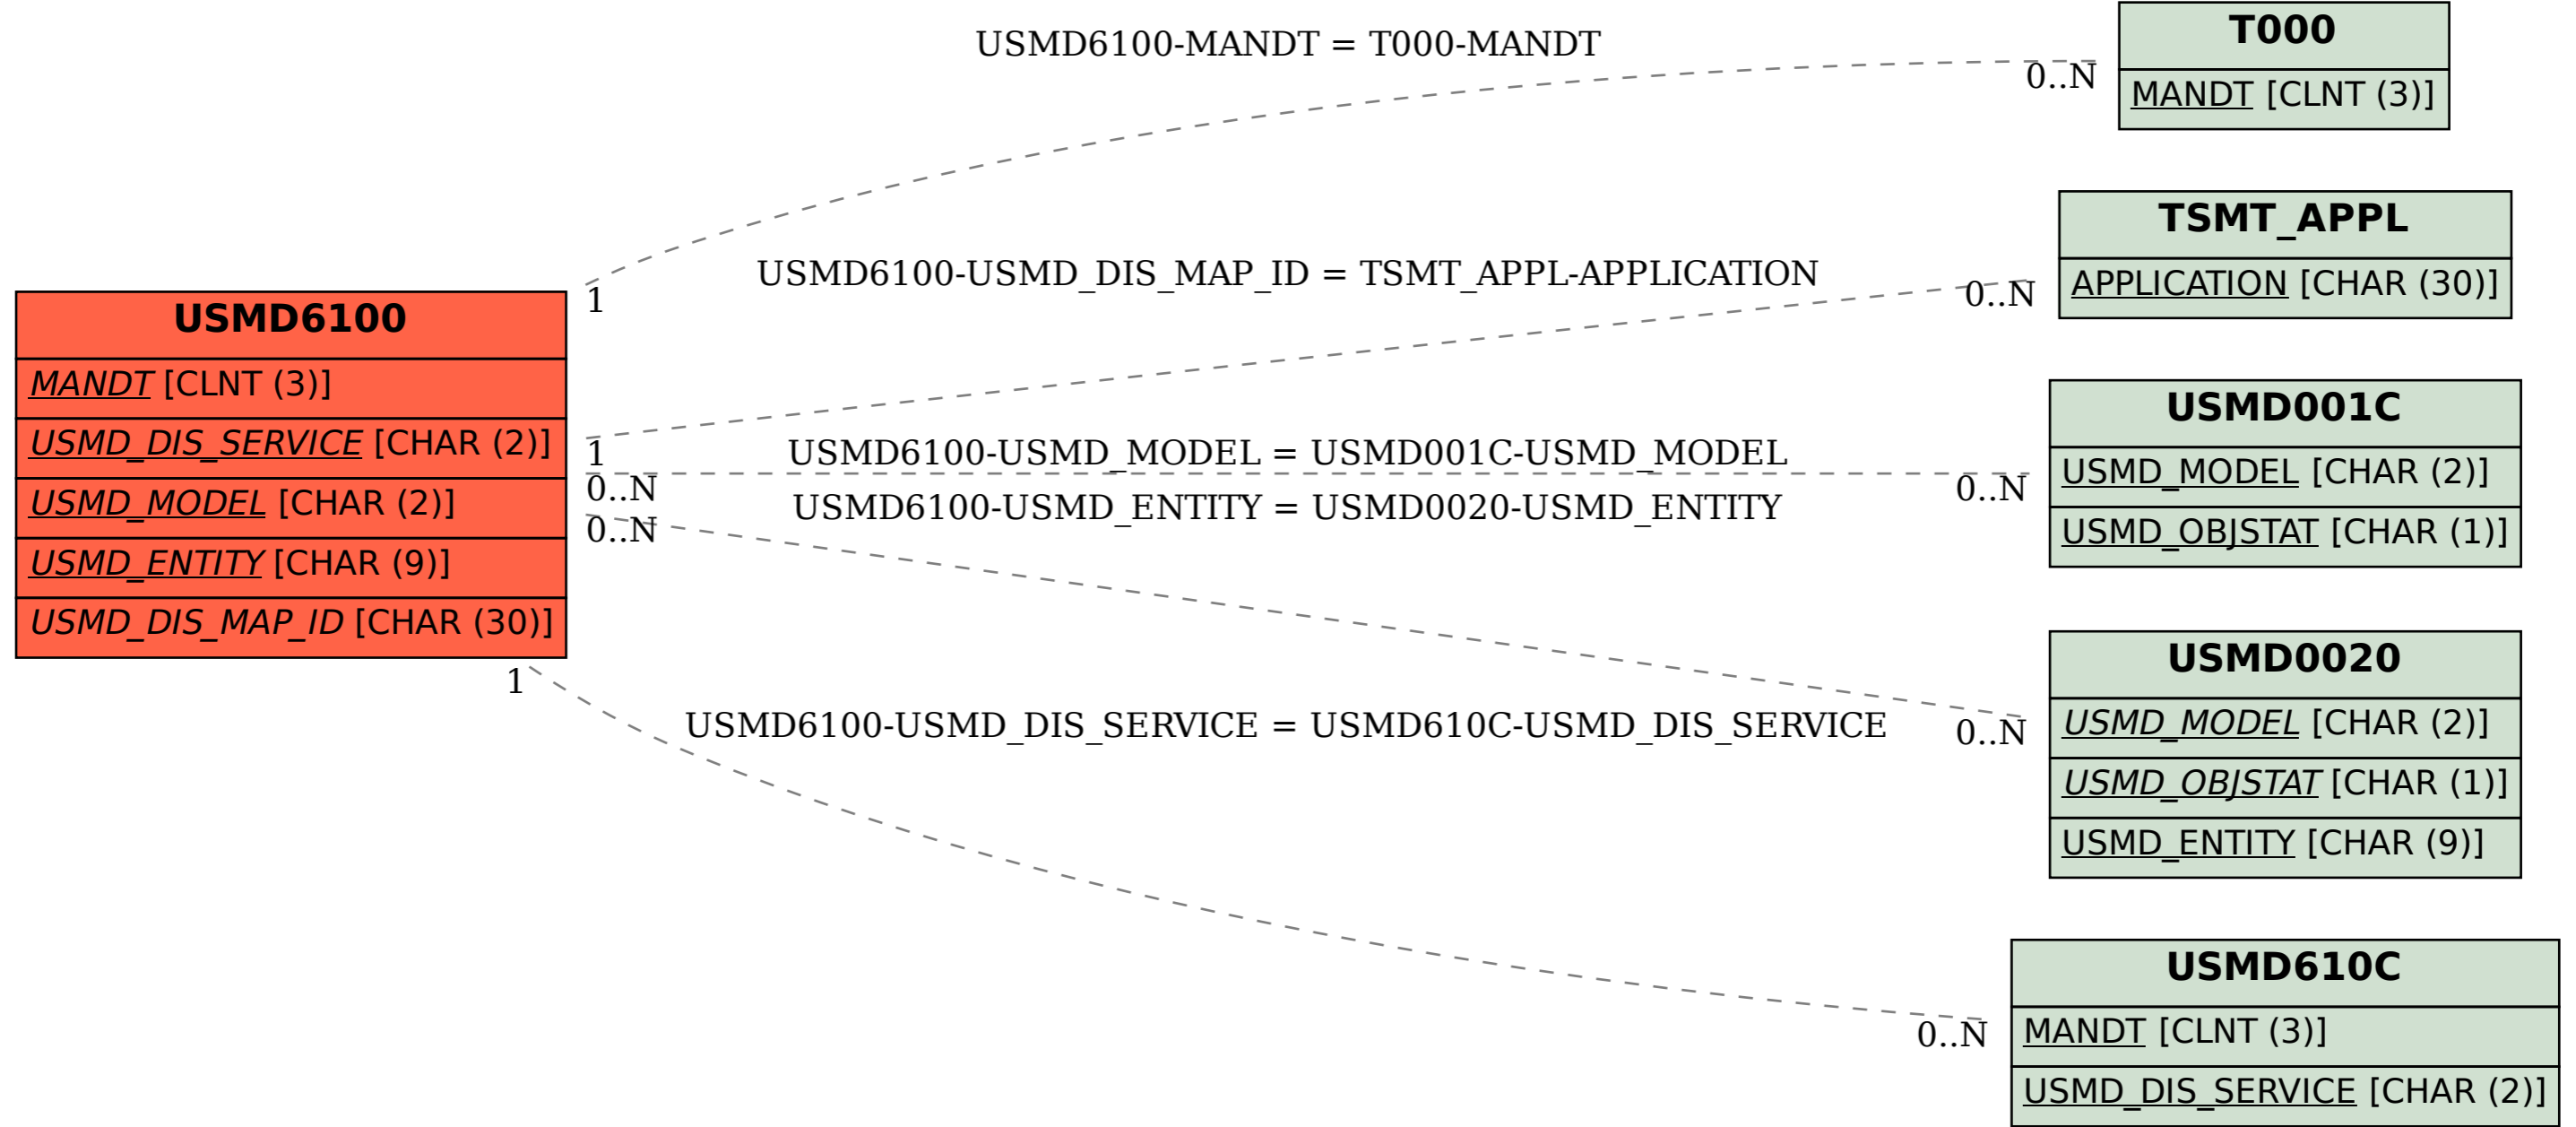 USMD6100-MANDT = T000-MANDT
T000
0..N
MANDT [CLNT (3)]
TSMT_APPL
USMD6100-USMD_DIS_MAP_ID = TSMT_APPL-APPLICATION
0..N
APPLICATION [CHAR (30)]
1
USMD6100
MANDT [CLNT (3)]
USMD_DIS_SERVICE [CHAR (2)]
USMD_MODEL [CHAR (2)]
USMD_ENTITY [CHAR (9)]
USMD_DIS_MAP_ID [CHAR (30)]
1
USMD6100-USMD_MODEL = USMD001C-USMD_MODEL
0..N
0..N
USMD001C
USMD_MODEL [CHAR (2)]
USMD_OBJSTAT [CHAR (1)]
USMD6100-USMD_ENTITY = USMD0020-USMD_ENTITY
0..N
0..N
USMD0020
USMD_MODEL [CHAR (2)]
USMD_OBJSTAT [CHAR (1)]
USMD_ENTITY [CHAR (9)]
1
USMD6100-USMD_DIS_SERVICE = USMD610C-USMD_DIS_SERVICE
0..N
USMD610C
MANDT [CLNT (3)]
USMD_DIS_SERVICE [CHAR (2)]